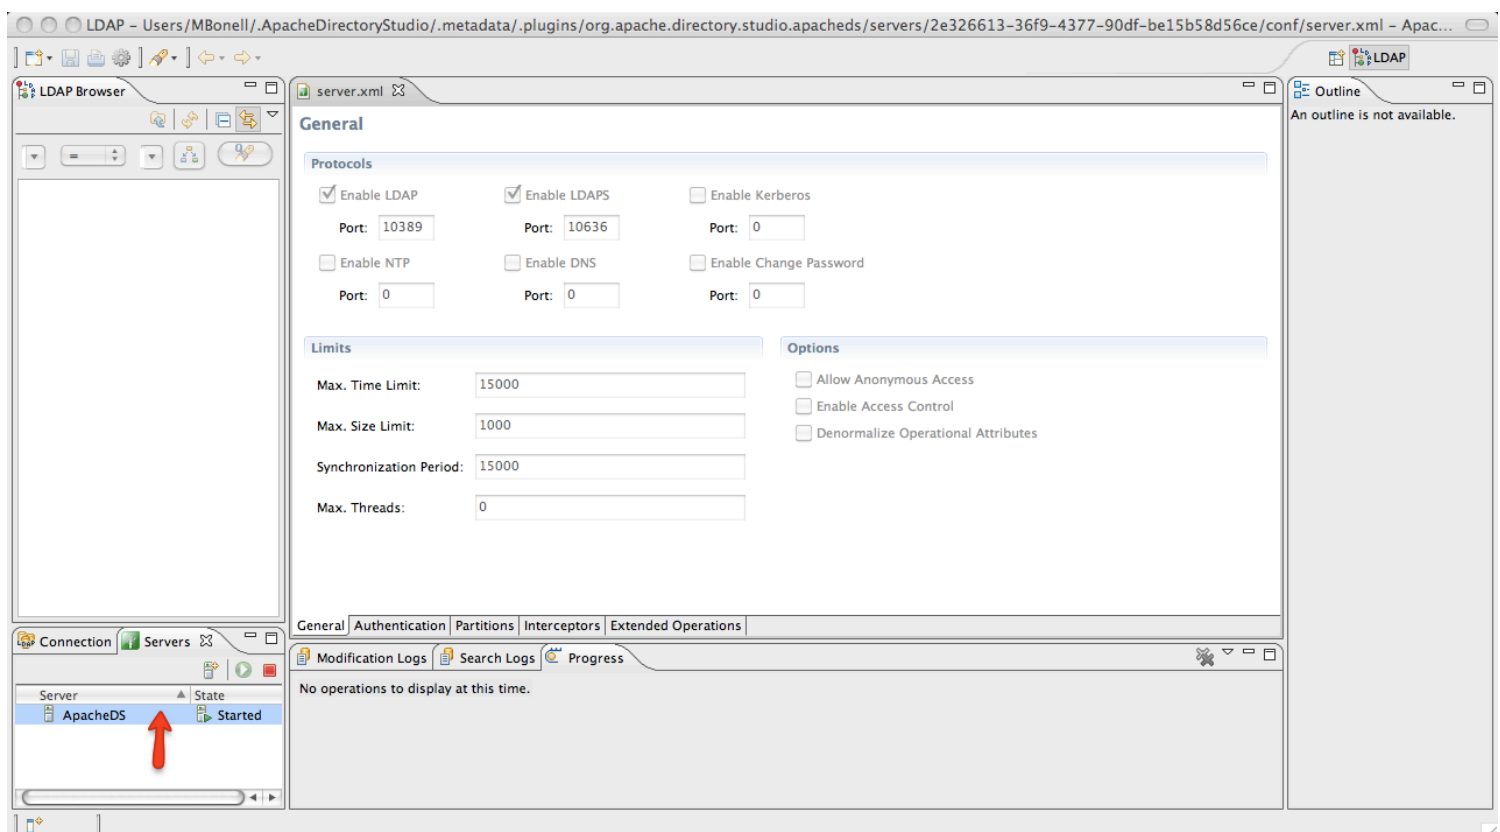 LDAP – Users/MBonell/.ApacheDirectoryStudio/.metadata/.plugins/org.apache.directory.studio.apacheds/servers/2e326613-36f9-4377-90df-be15b58d56ce/conf/server.xml – Apac...
LDAP
LDAP Browser
=
server.xml
General
Protocols
Enable LDAP
Enable LDAPS
Enable Kerberos
Port: 10389
Port: 10636
Port: 0
Enable NTP
Enable DNS
Enable Change Password
Port: 0
Port: 0
Port: 0
Limits
Max. Time Limit: 15000
Max. Size Limit: 1000
Synchronization Period: 15000
Max. Threads: 0
Options
Allow Anonymous Access
Enable Access Control
Denormalize Operational Attributes
General Authentication Partitions Interceptors Extended Operations
Outline
An outline is not available.
Connection Servers
Server State
ApacheDS Started
Modification Logs Search Logs Progress
No operations to display at this time.